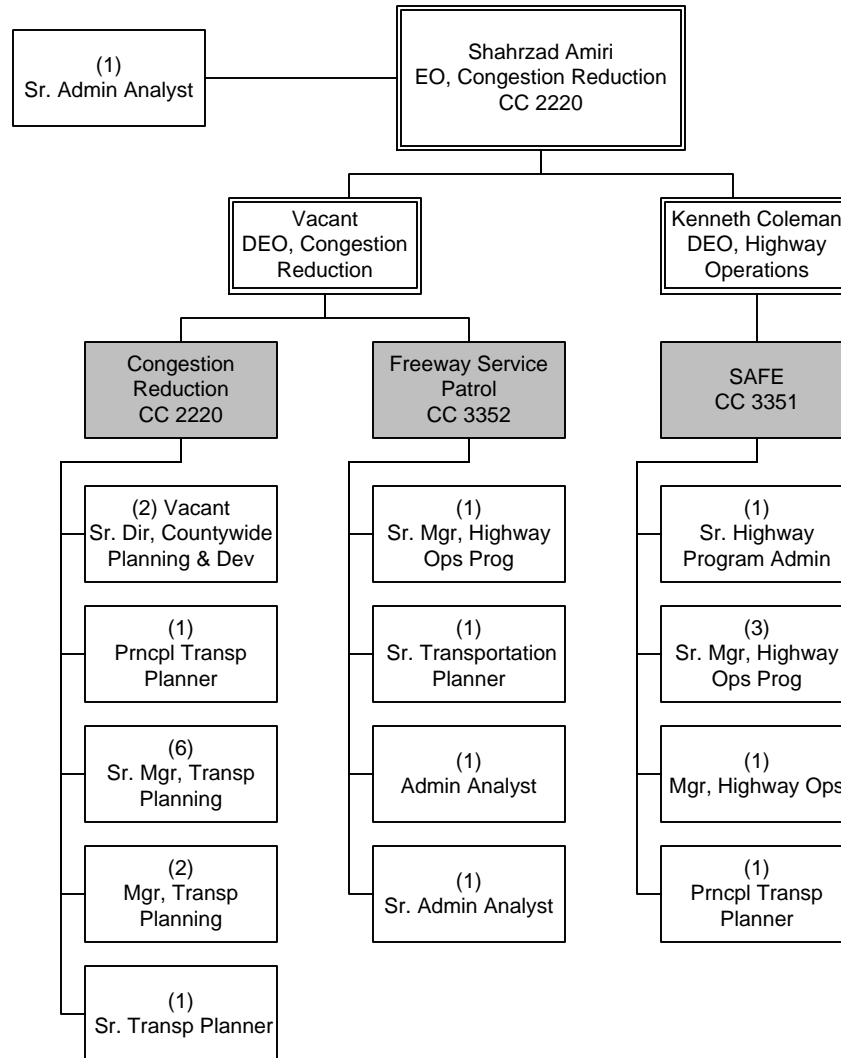 (1)
Sr. Admin Analyst
Shahrzad Amiri
EO, Congestion Reduction
CC 2220
Vacant
DEO, Congestion
Reduction
Kenneth Coleman
DEO, Highway
Operations
Congestion
Reduction
CC 2220
Freeway Service
Patrol
CC 3352
SAFE
CC 3351
(2) Vacant
Sr. Dir, Countywide
Planning & Dev
(1)
Prncpl Transp
Planner
(6)
Sr. Mgr, Transp
Planning
(2)
Mgr, Transp
Planning
(1)
Sr. Transp Planner
(1)
Sr. Mgr, Highway
Ops Prog
(1)
Sr. Transportation
Planner
(1)
Admin Analyst
(1)
Sr. Admin Analyst
(1)
Sr. Highway
Program Admin
(3)
Sr. Mgr, Highway
Ops Prog
(1)
Mgr, Highway Ops
(1)
Prncpl Transp
Planner